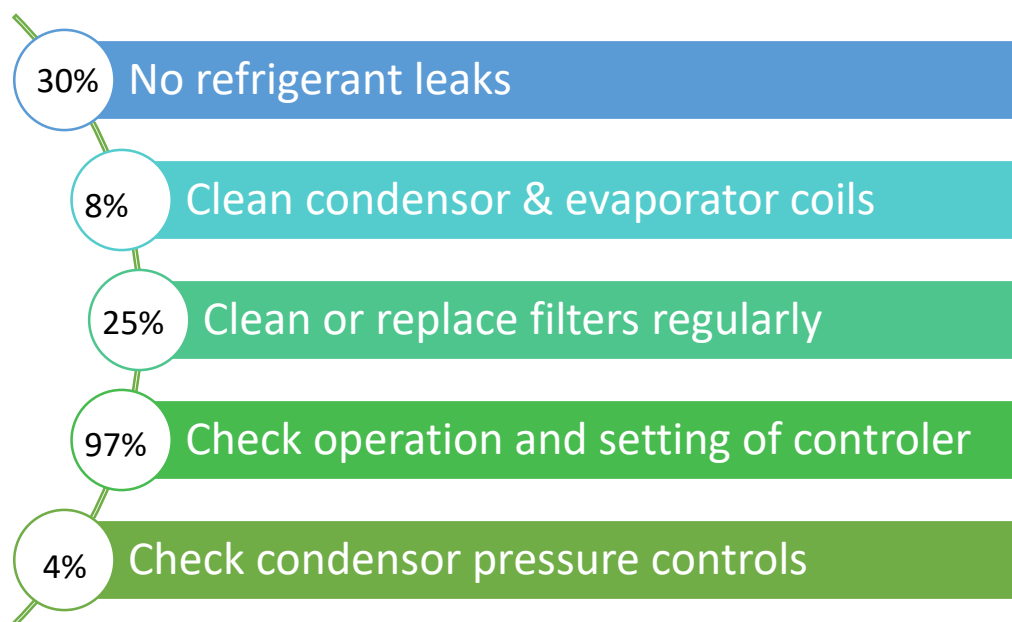 30% No refrigerant leaks
8% Clean condensor & evaporator coils
25% Clean or replace filters regularly
97% Check operation and setting of controler
4% Check condensor pressure controls